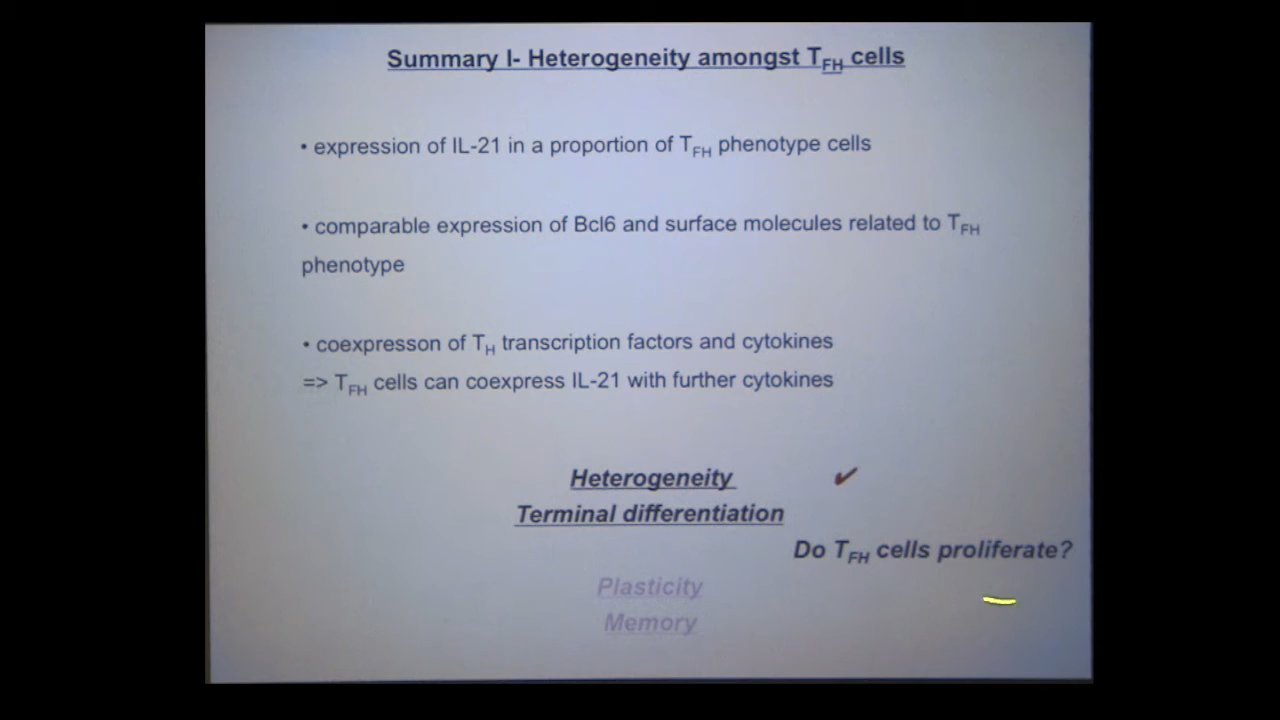 Summary I- Heterogeneity amongst TFH cells
• expression of IL-21 in a proportion of TFH phenotype cells
• comparable expression of Bcl6 and surface molecules related to TFH
phenotype
• coexpresson of TH transcription factors and cytokines
=> TFH cells can coexpress IL-21 with further cytokines
Heterogeneity ✔
Terminal differentiation
Do TFH cells proliferate?
Plasticity
Memory